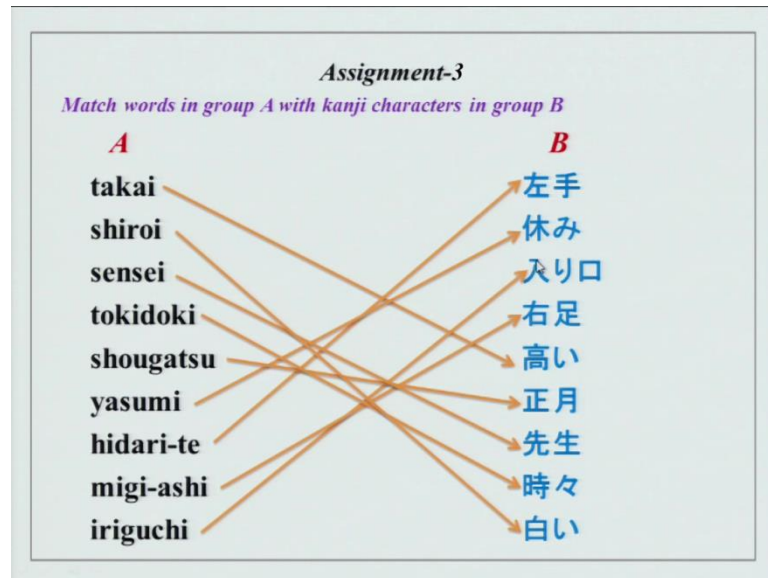 Assignment-3
Match words in group A with kanji characters in group B
A B
takai 左手
shiroi 休み
sensei 入り口
tokidoki 右足
shougatsu 高い
yasumi 正月
hidari-te 先生
migi-ashi 時々
iriguchi 白い